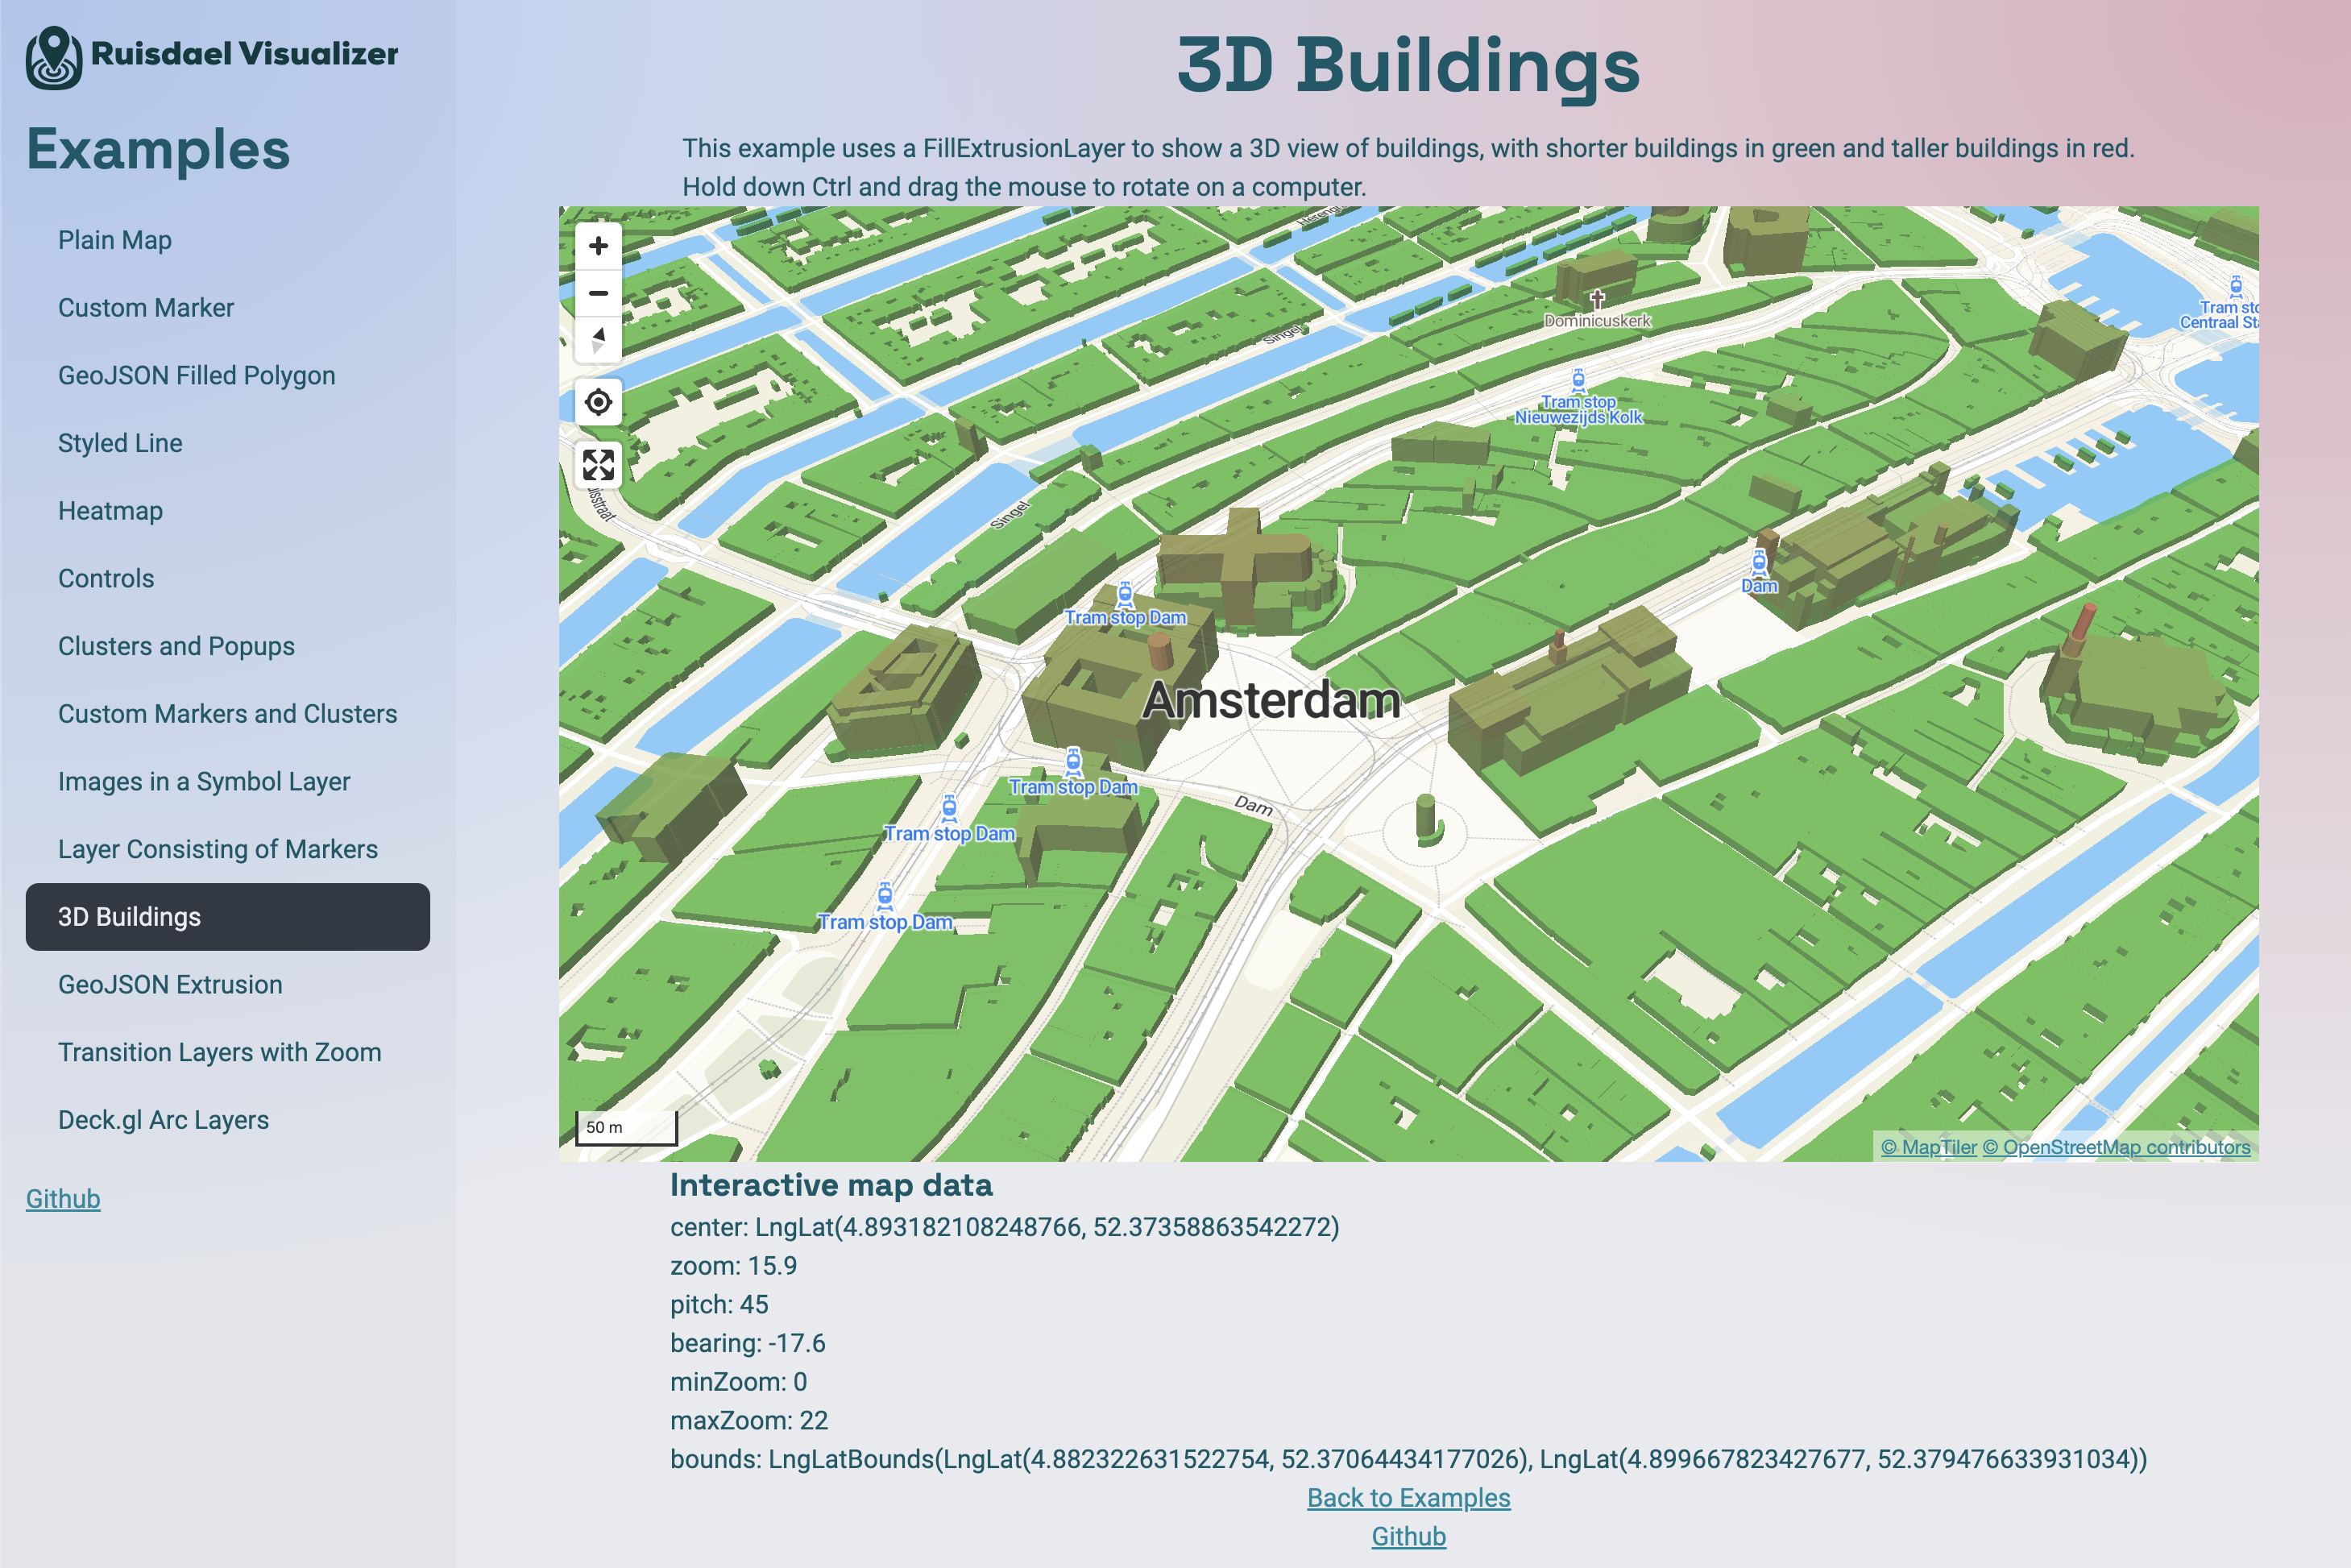 Ruisdael Visualizer
Examples
Plain Map
Custom Marker
GeoJSON Filled Polygon
Styled Line
Heatmap
Controls
Clusters and Popups
Custom Markers and Clusters
Images in a Symbol Layer
Layer Consisting of Markers
3D Buildings
GeoJSON Extrusion
Transition Layers with Zoom
Deck.gl Arc Layers
Github
3D Buildings
This example uses a FillExtrusionLayer to show a 3D view of buildings, with shorter buildings in green and taller buildings in red.
Hold down Ctrl and drag the mouse to rotate on a computer.
Singel
Dominicuskerk
Tram sto
Centraal Sta
Tram stop
Nieuwezijds Kolk
Singel
Dam
Tram stop Dam
Amsterdam
Tram stop Dam
Dam
Tram stop Dam
Tram stop Dam
50 m
© MapTiler © OpenStreetMap contributors
Interactive map data
center: LngLat(4.893182108248766, 52.37358863542272)
zoom: 15.9
pitch: 45
bearing: -17.6
minZoom: 0
maxZoom: 22
bounds: LngLatBounds(LngLat(4.882322631522754, 52.37064434177026), LngLat(4.899667823427677, 52.379476633931034))
Back to Examples
Github